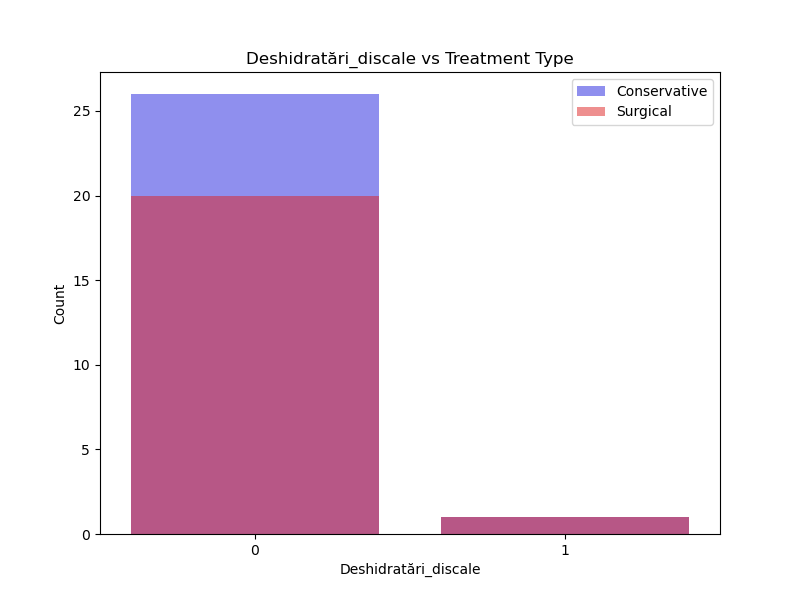 Deshidratări_discale vs Treatment Type
Conservative
Surgical
25
20
15
10
5
0
Count
0 1
Deshidratări_discale